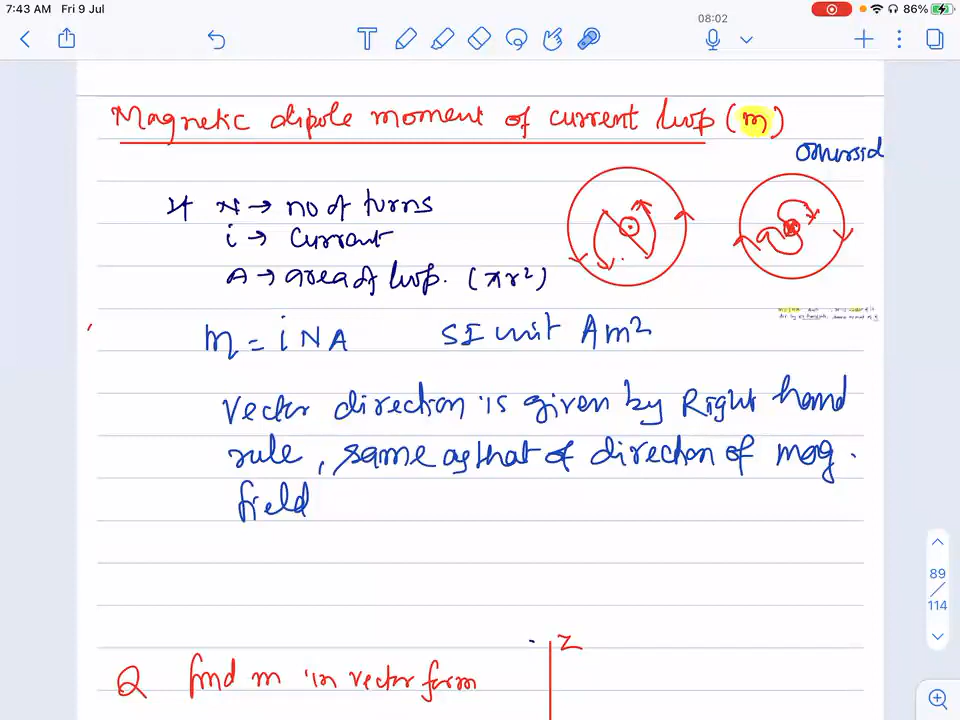 7:43 AM Fri 9 Jul
86%
08:02
Magnetic dipole moment of current loop (m)
If N → no of turns
i → current
A → area of loop. (πr²)
m = i N A SI unit Am²
Vector direction is given by Right hand
rule, same as that of direction of mag.
field
89
114
Q find m in vector form
Z